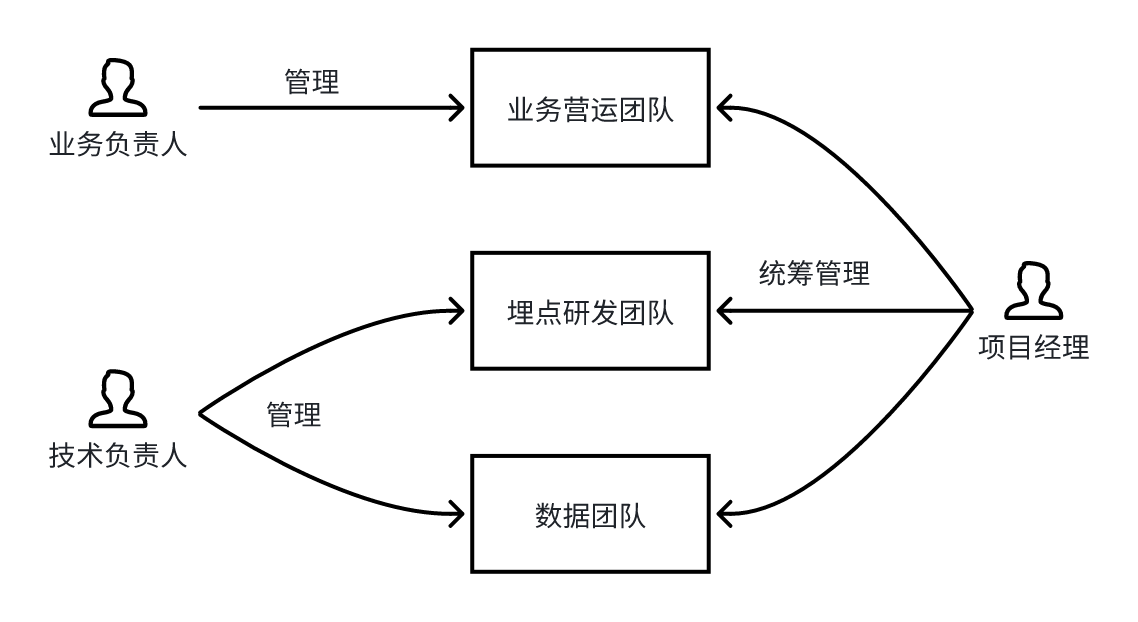 管理
业务负责人
业务营运团队
统筹管理
埋点研发团队
项目经理
管理
技术负责人
数据团队